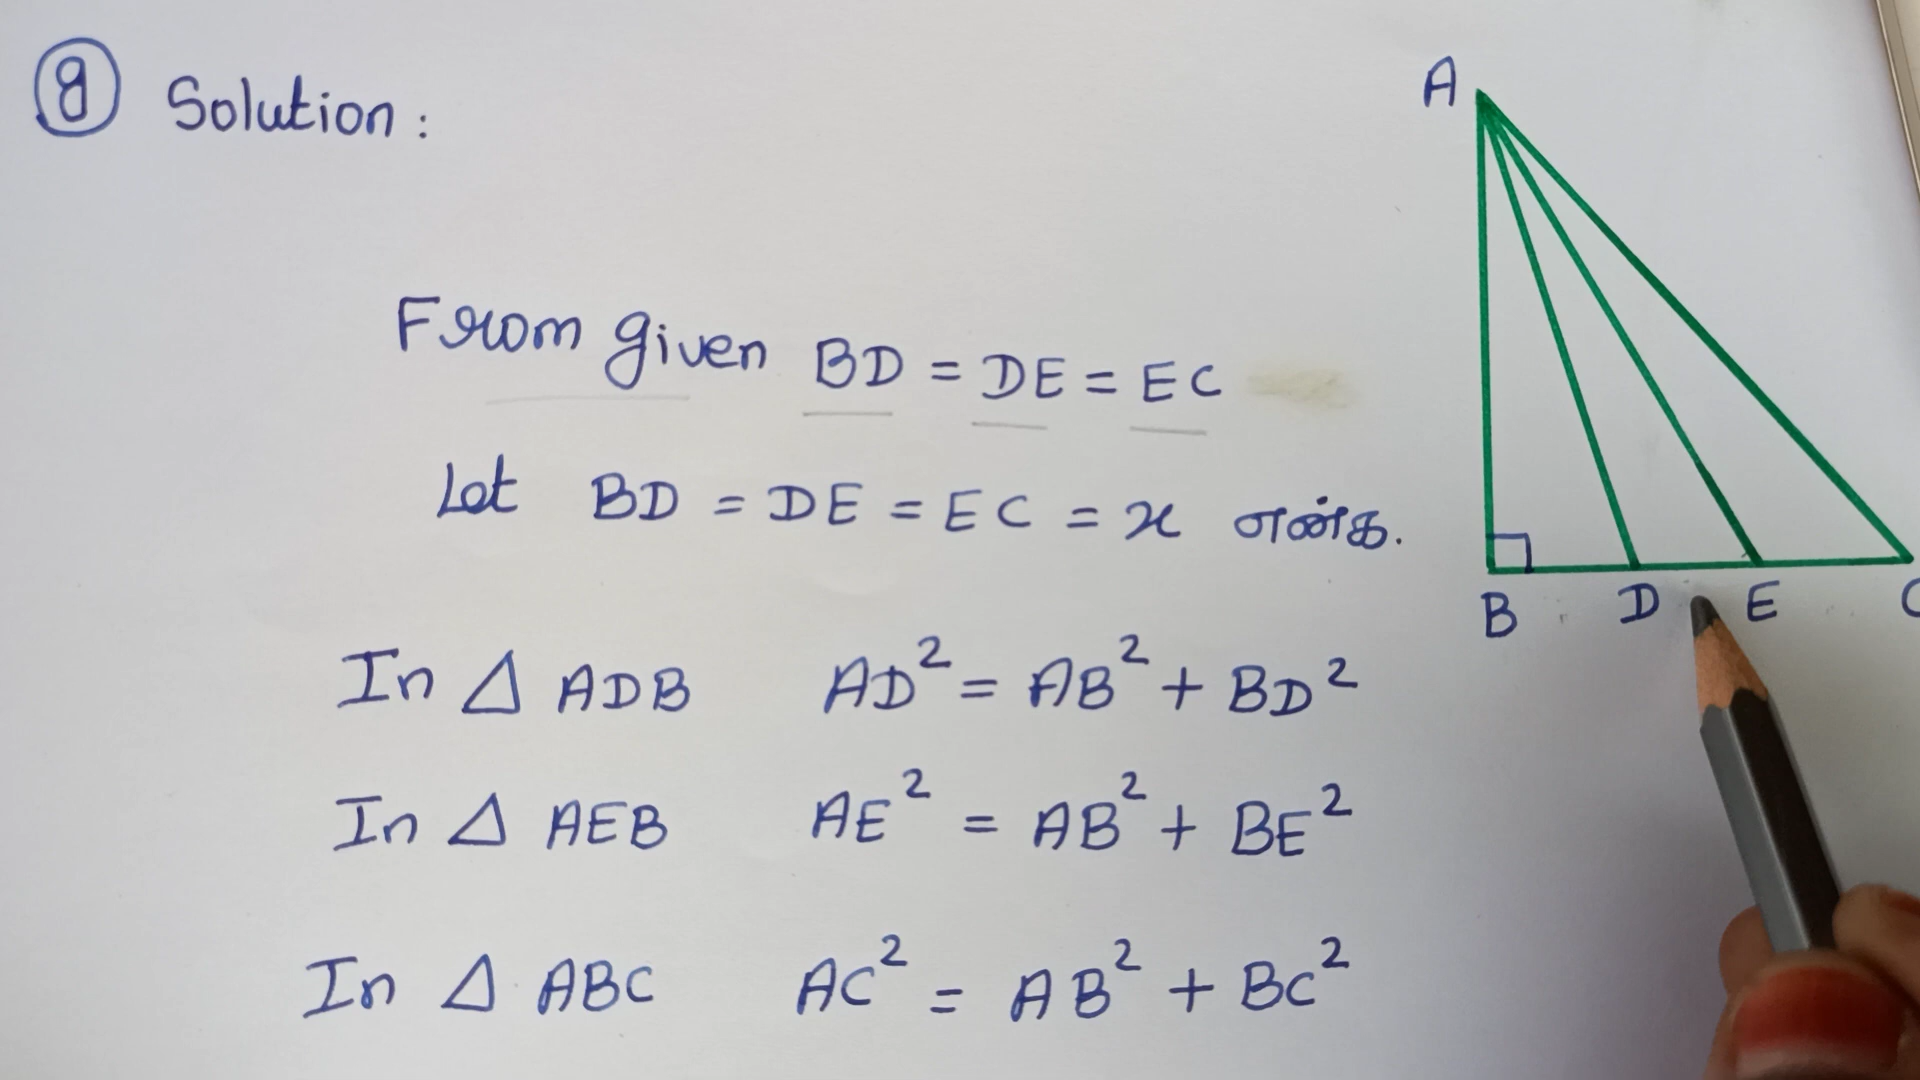 8 Solution :
From given BD = DE = EC
Let BD = DE = EC = x என்க.
In △ ADB AD² = AB² + BD²
In △ AEB AE² = AB² + BE²
In △ ABC AC² = AB² + BC²
A
B D E C